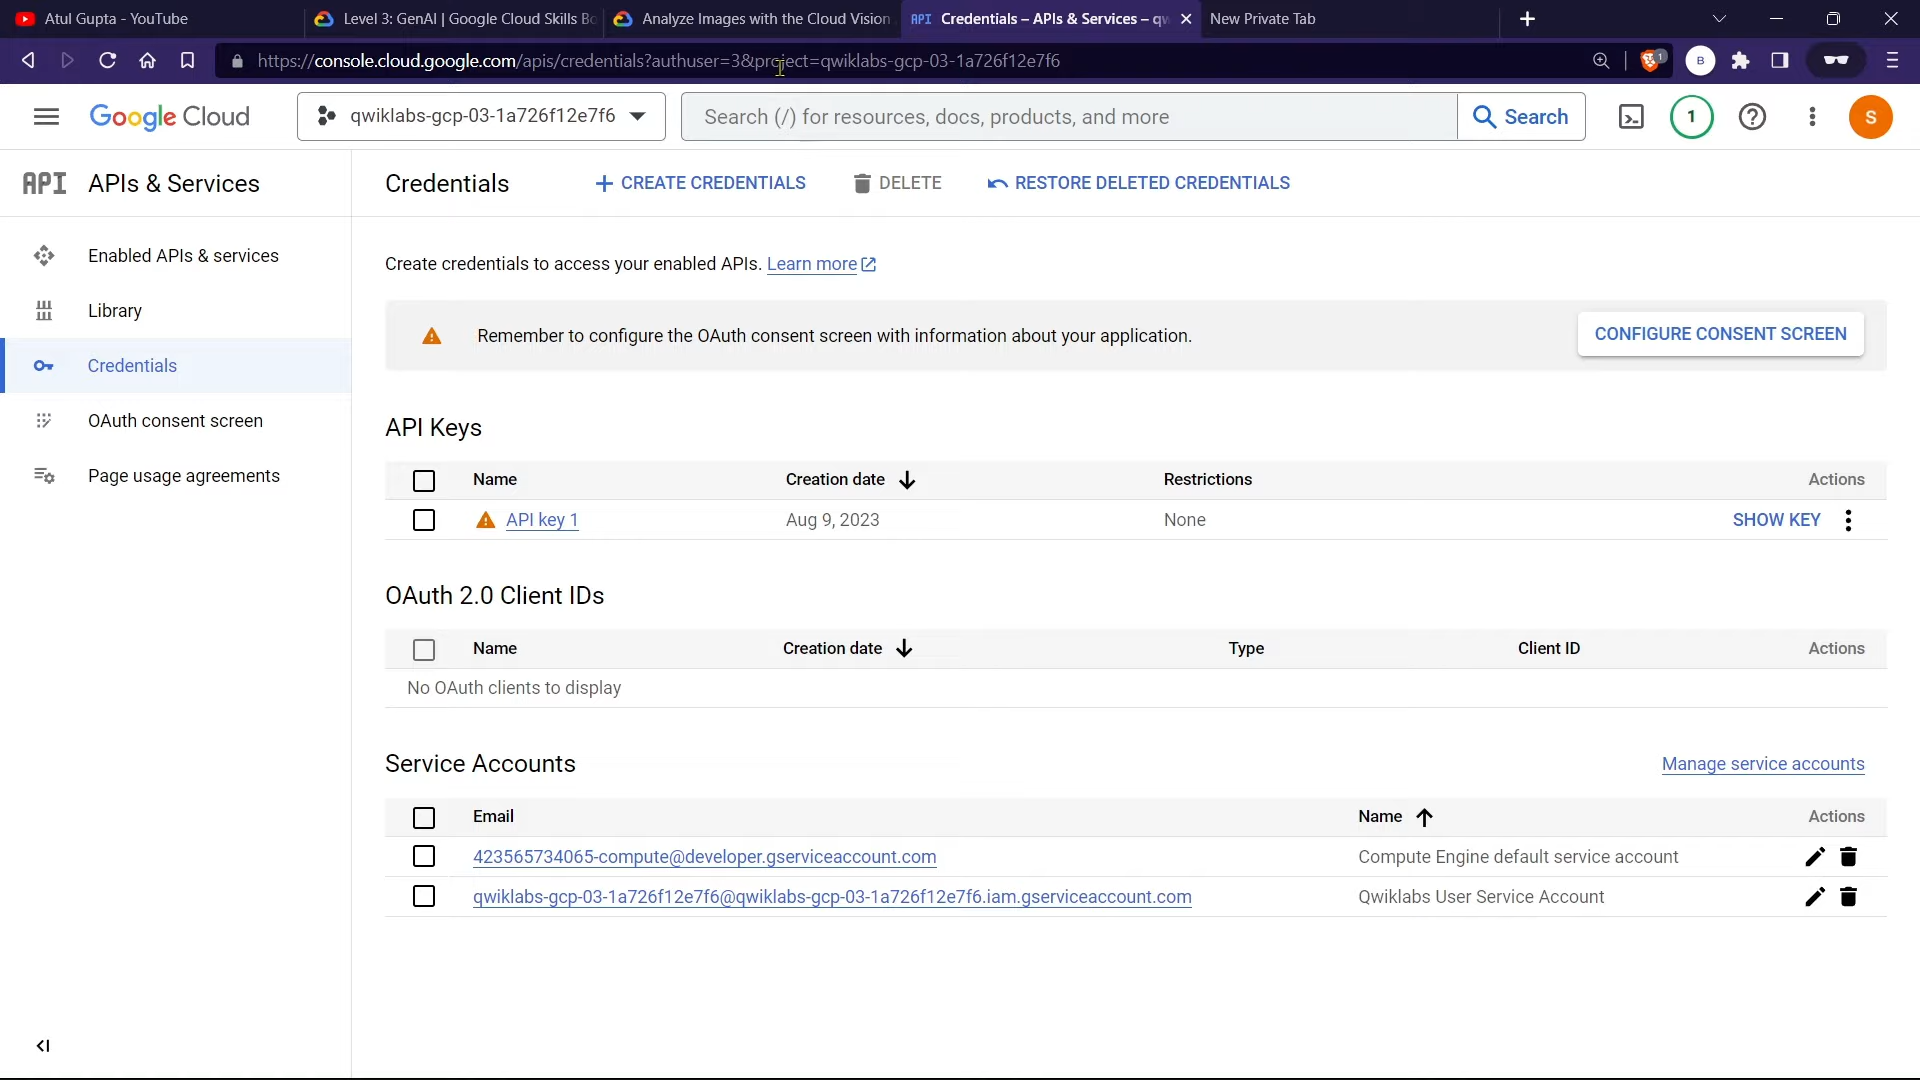 Atul Gupta - YouTube
Level 3: GenAI | Google Cloud Skills Bo
Analyze Images with the Cloud Vision
API Credentials – APIs & Services – qw
New Private Tab
https://console.cloud.google.com/apis/credentials?authuser=3&project=qwiklabs-gcp-03-1a726f12e7f6
1
B
Google Cloud
qwiklabs-gcp-03-1a726f12e7f6
Search (/) for resources, docs, products, and more
Search
1
S
API APIs & Services
Credentials
CREATE CREDENTIALS
DELETE
RESTORE DELETED CREDENTIALS
Enabled APIs & services
Library
Credentials
OAuth consent screen
Page usage agreements
Create credentials to access your enabled APIs. Learn more
Remember to configure the OAuth consent screen with information about your application.
CONFIGURE CONSENT SCREEN
API Keys
Name Creation date Restrictions Actions
API key 1 Aug 9, 2023 None SHOW KEY
OAuth 2.0 Client IDs
Name Creation date Type Client ID Actions
No OAuth clients to display
Service Accounts
Manage service accounts
Email Name Actions
423565734065-compute@developer.gserviceaccount.com Compute Engine default service account
qwiklabs-gcp-03-1a726f12e7f6@qwiklabs-gcp-03-1a726f12e7f6.iam.gserviceaccount.com Qwiklabs User Service Account